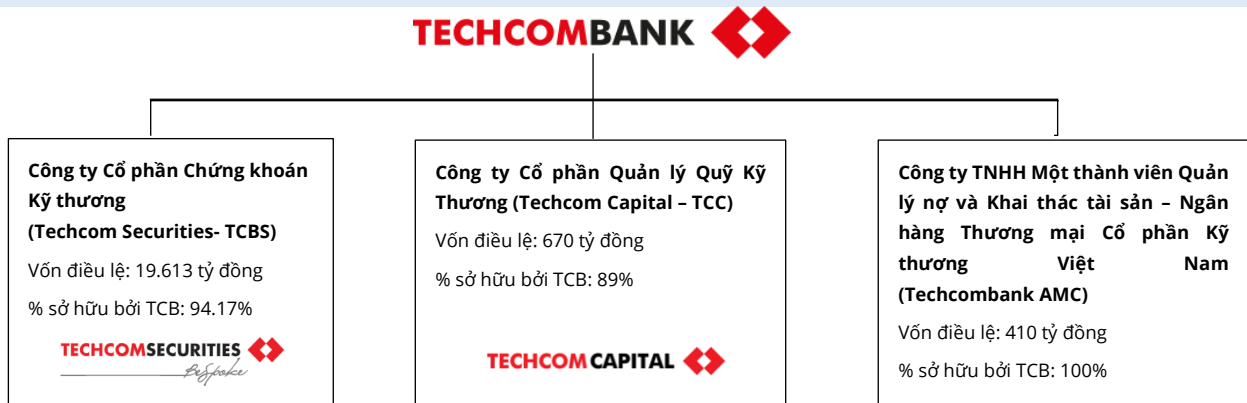 TECHCOMBANK
Công ty Cổ phần Chứng khoán
Kỹ thương
(Techcom Securities- TCBS)
Vốn điều lệ: 19.613 tỷ đồng
% sở hữu bởi TCB: 94.17%
TECHCOMSECURITIES
BeSpoke
Công ty Cổ phần Quản lý Quỹ Kỹ
Thương (Techcom Capital – TCC)
Vốn điều lệ: 670 tỷ đồng
% sở hữu bởi TCB: 89%
TECHCOM CAPITAL
Công ty TNHH Một thành viên Quản
lý nợ và Khai thác tài sản – Ngân
hàng Thương mại Cổ phần Kỹ
thương Việt Nam
(Techcombank AMC)
Vốn điều lệ: 410 tỷ đồng
% sở hữu bởi TCB: 100%